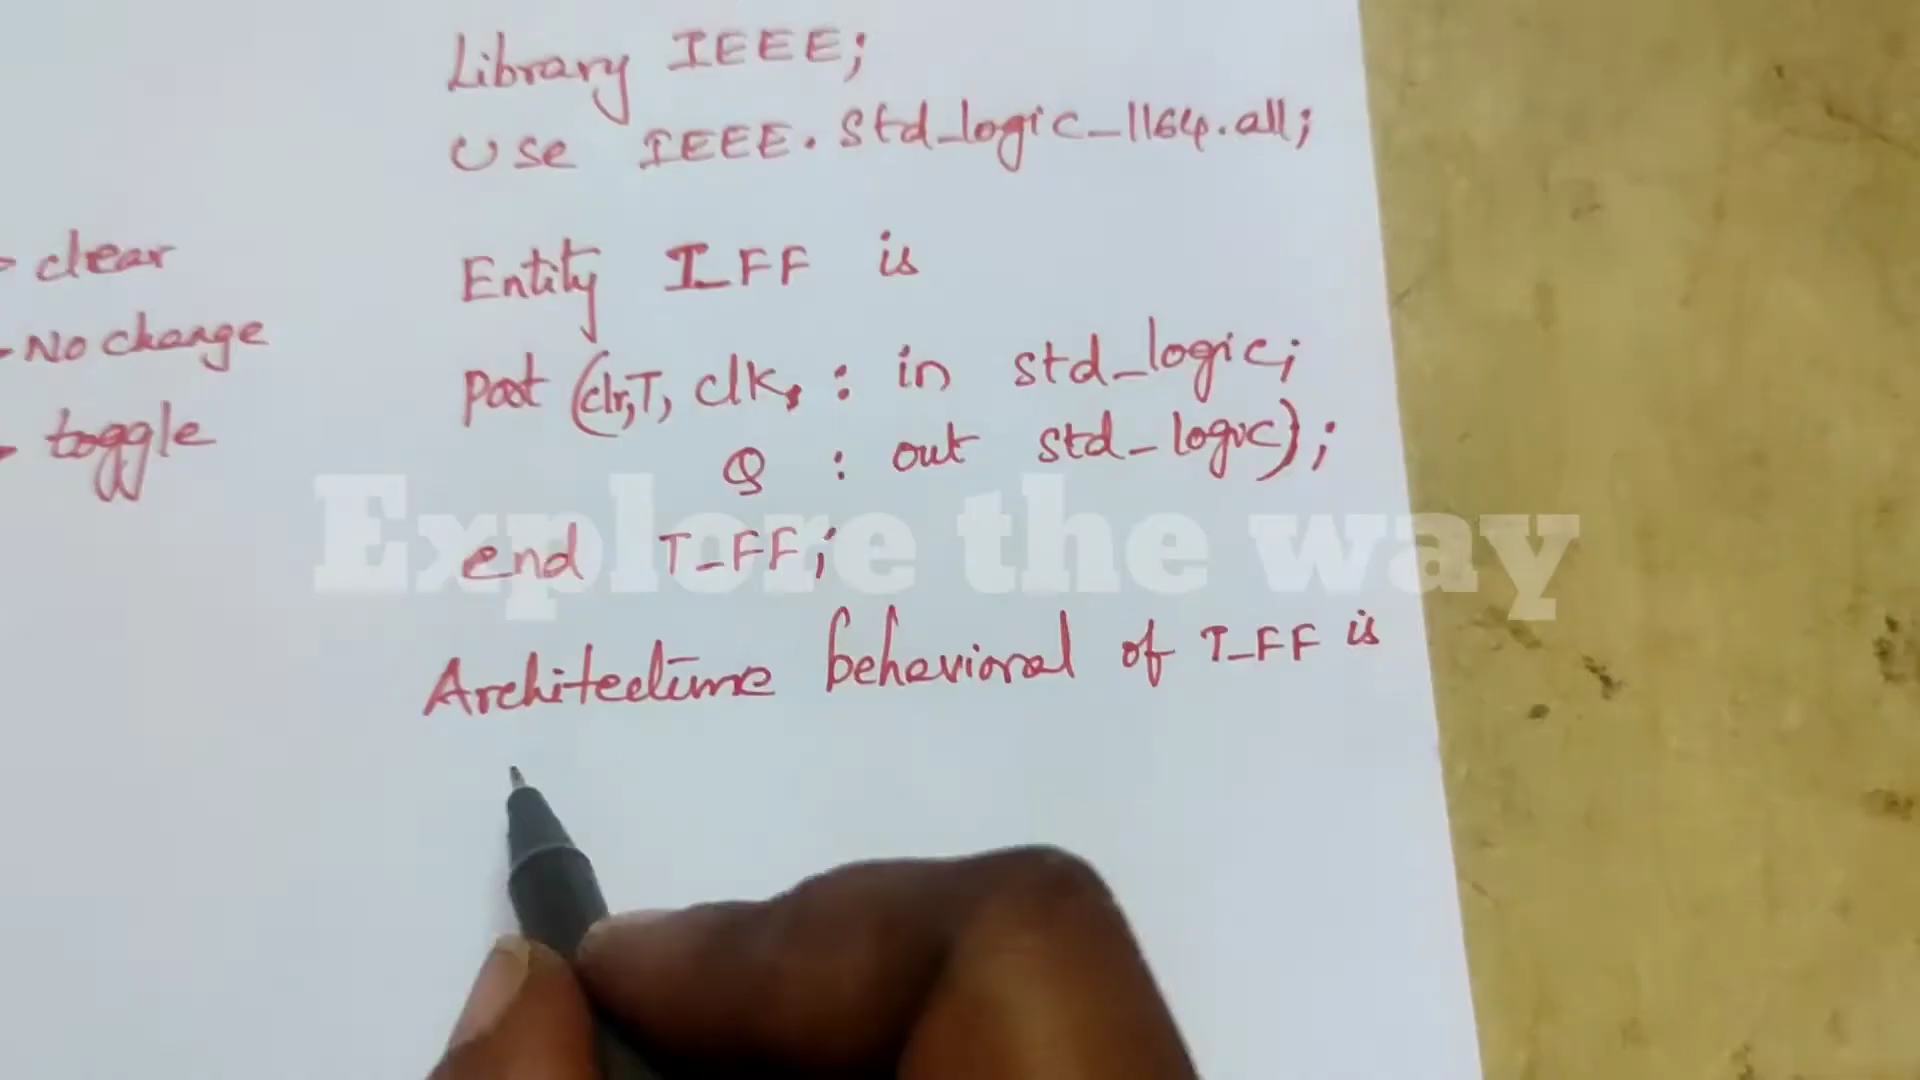 Library IEEE;
Use IEEE.std_logic_1164.all;
clear
Entity T_FF is
No change
Port (clr,T, clk, : in std_logic;
toggle
Q : out std_logic);
Explore the way
end T_FF;
Architecture behavioral of T_FF is